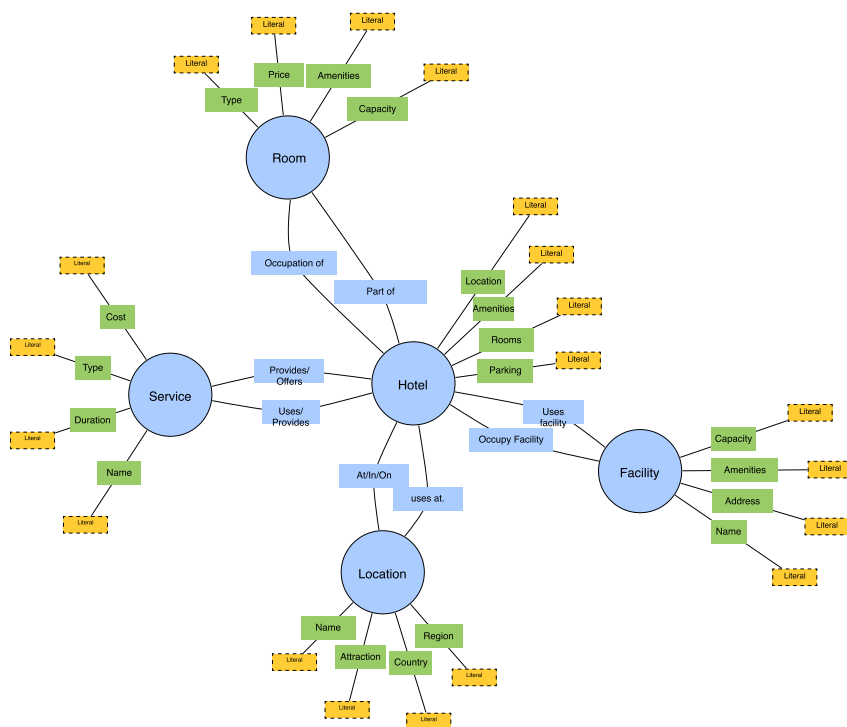 Literal
Literal
Literal
Literal
Price
Amenities
Type
Capacity
Room
Occupation of
Part of
Literal
Literal
Literal
Literal
Location
Amenities
Rooms
Parking
Literal
Cost
Literal
Type
Duration
Literal
Name
Literal
Service
Provides/
Offers
Uses/
Provides
Hotel
Uses
facility
Occupy Facility
Literal
Capacity
Amenities
Literal
Address
Literal
Name
Literal
Facility
At/In/On
uses at.
Location
Name
Literal
Attraction
Literal
Country
Literal
Region
Literal